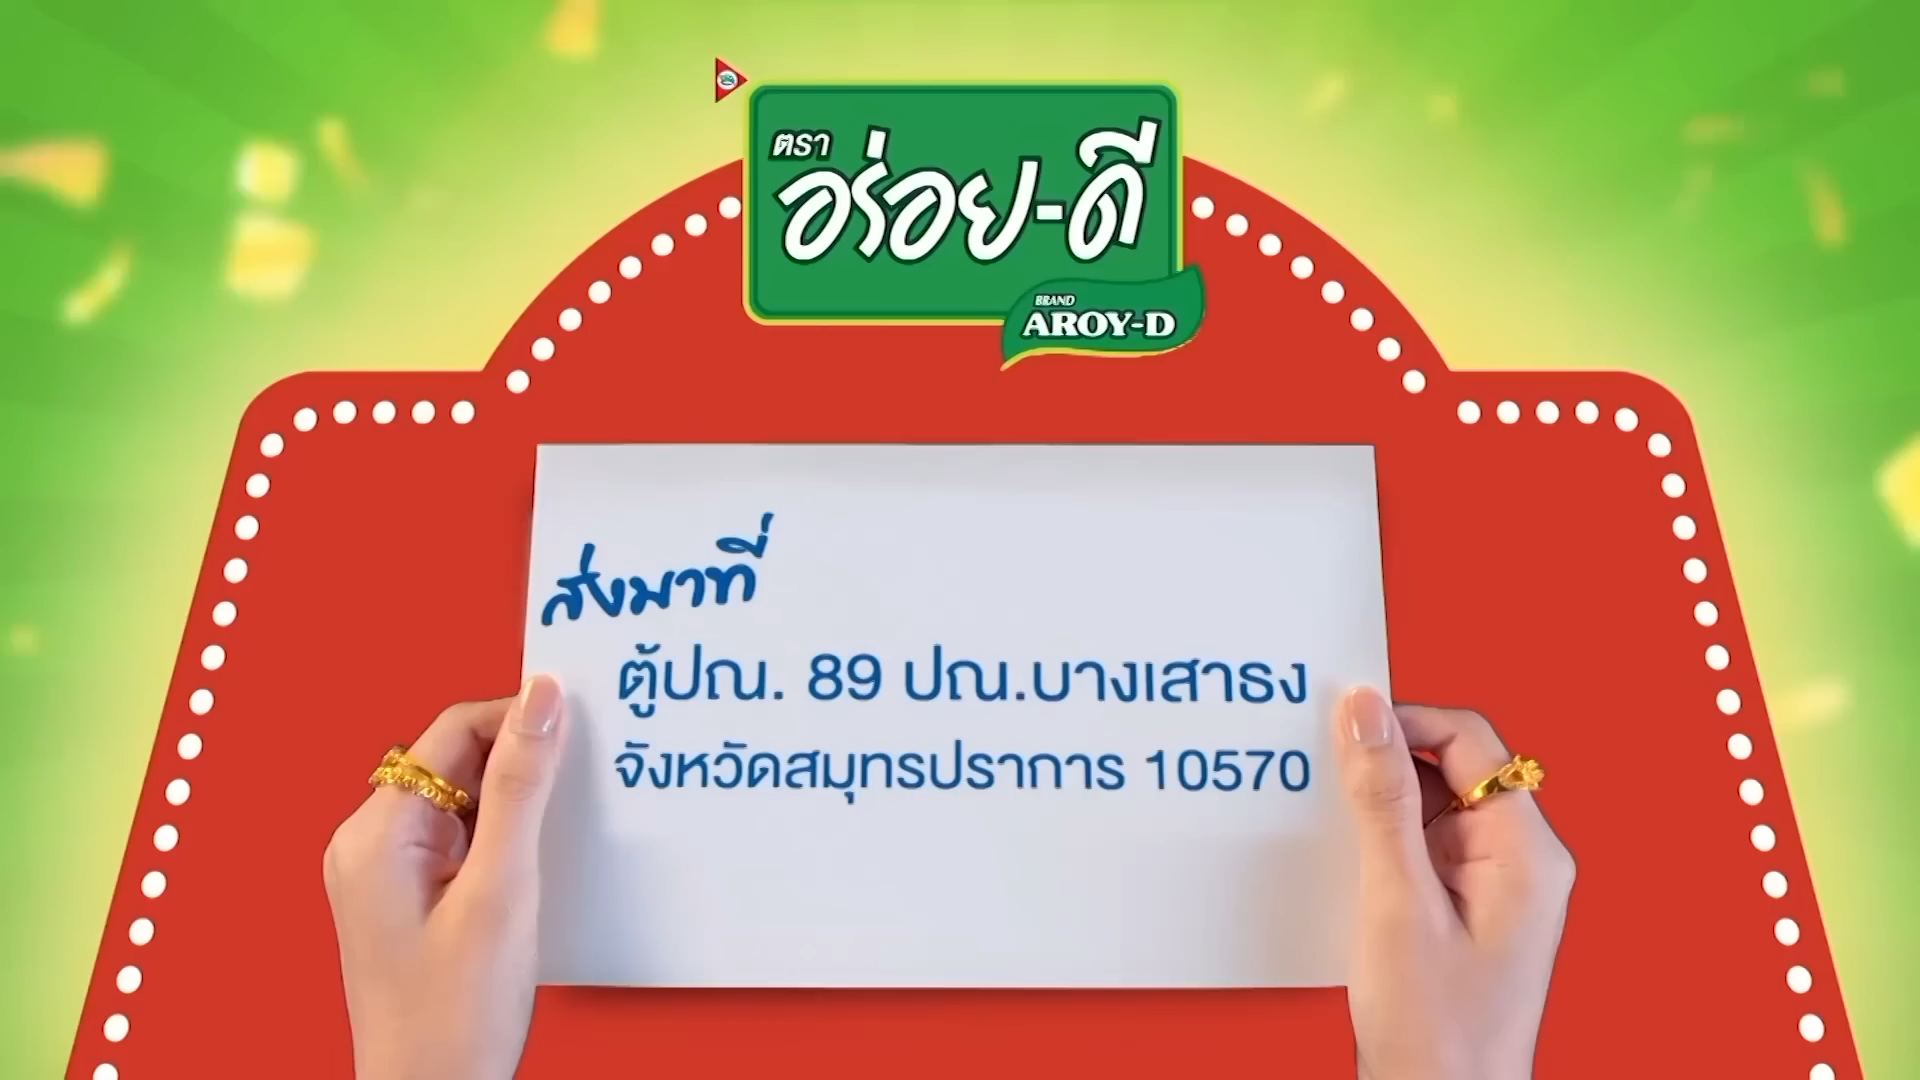 ตรา
อร่อย-ดี
BRAND
AROY-D
ส่งมาที่
ตู้ปณ. 89 ปณ.บางเสาธง
จังหวัดสมุทรปราการ 10570